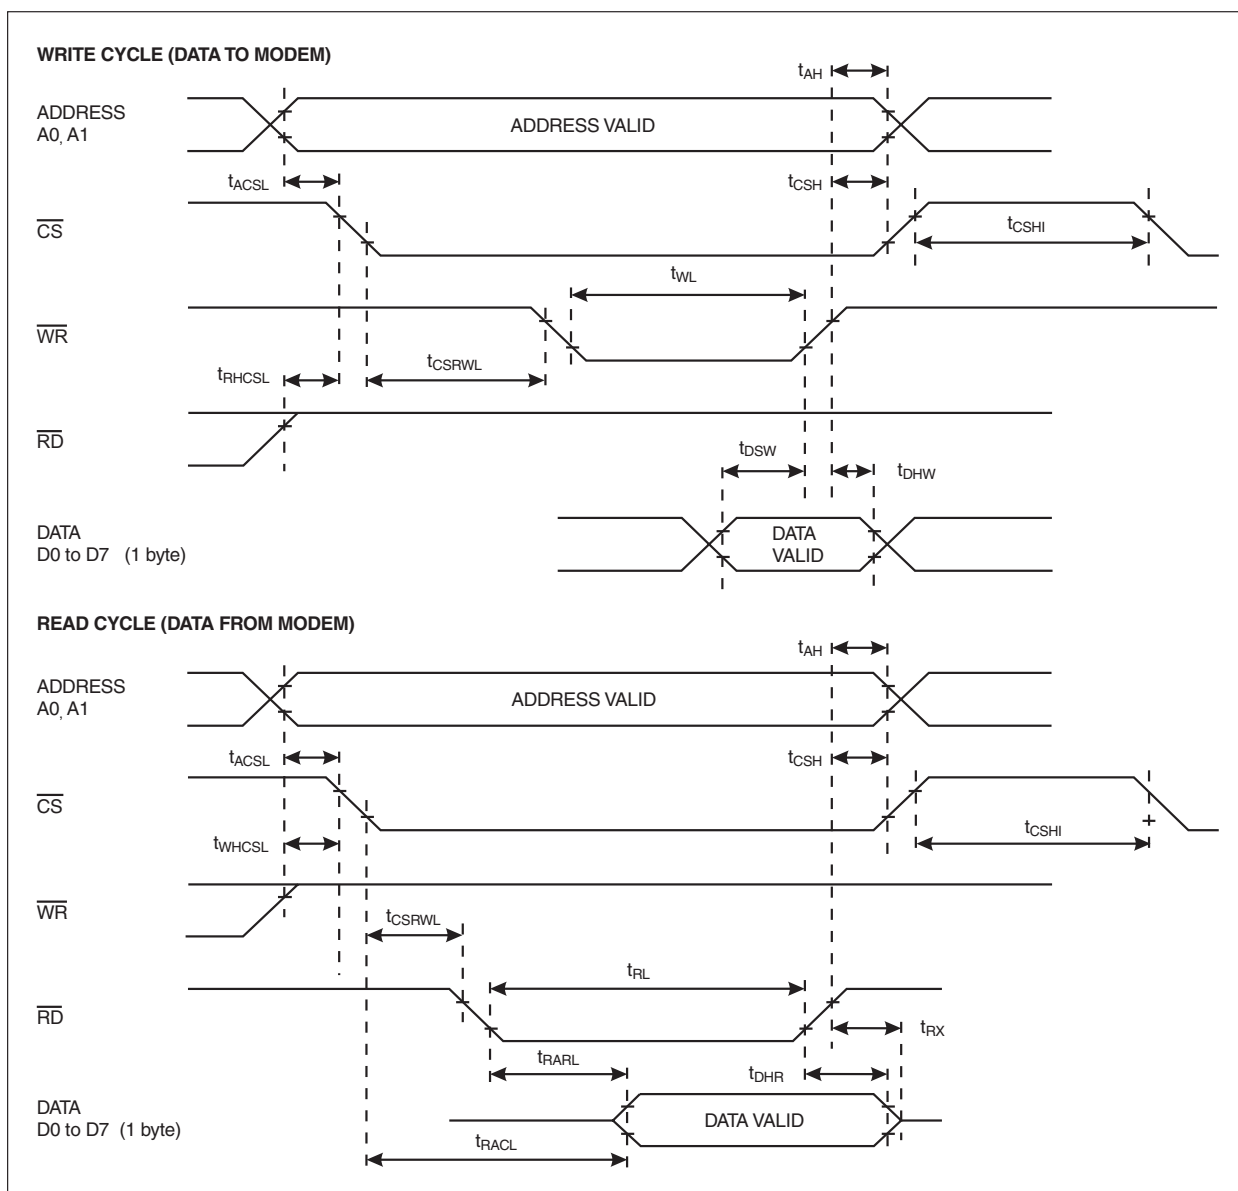 WRITE CYCLE (DATA TO MODEM)
tAH
ADDRESS
A0, A1
ADDRESS VALID
tACSL
tCSH
CS
tCSHI
tWL
WR
tRHCSL
tCSRWL
RD
tDSW
tDHW
DATA
D0 to D7 (1 byte)
DATA
VALID
READ CYCLE (DATA FROM MODEM)
tAH
ADDRESS
A0, A1
ADDRESS VALID
tACSL
tCSH
CS
tWHCSL
tCSHI
WR
tCSRWL
tRL
RD
tRX
tRARL
tDHR
DATA
D0 to D7 (1 byte)
DATA VALID
tRACL